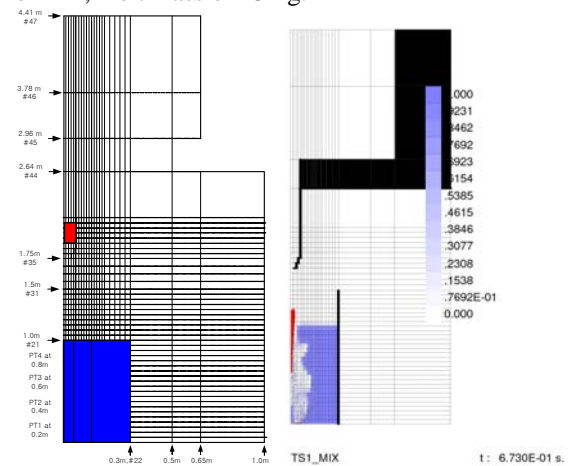 4.41 m
#47
3.78 m
#46
2.96 m
#45
2.64 m
#44
1.75m
#35
1.5m
#31
1.0m
#21
PT4 at
0.8m
PT3 at
0.6m
PT2 at
0.4m
PT1 at
0.2m
0.3m,#22
0.5m
0.65m
1.0m
.000
9231
8462
.7692
.6923
.6154
.5385
.4615
.3846
.3077
.2308
.1538
.7692E-01
0.000
TS1_MIX
t : 6.730E-01 s.